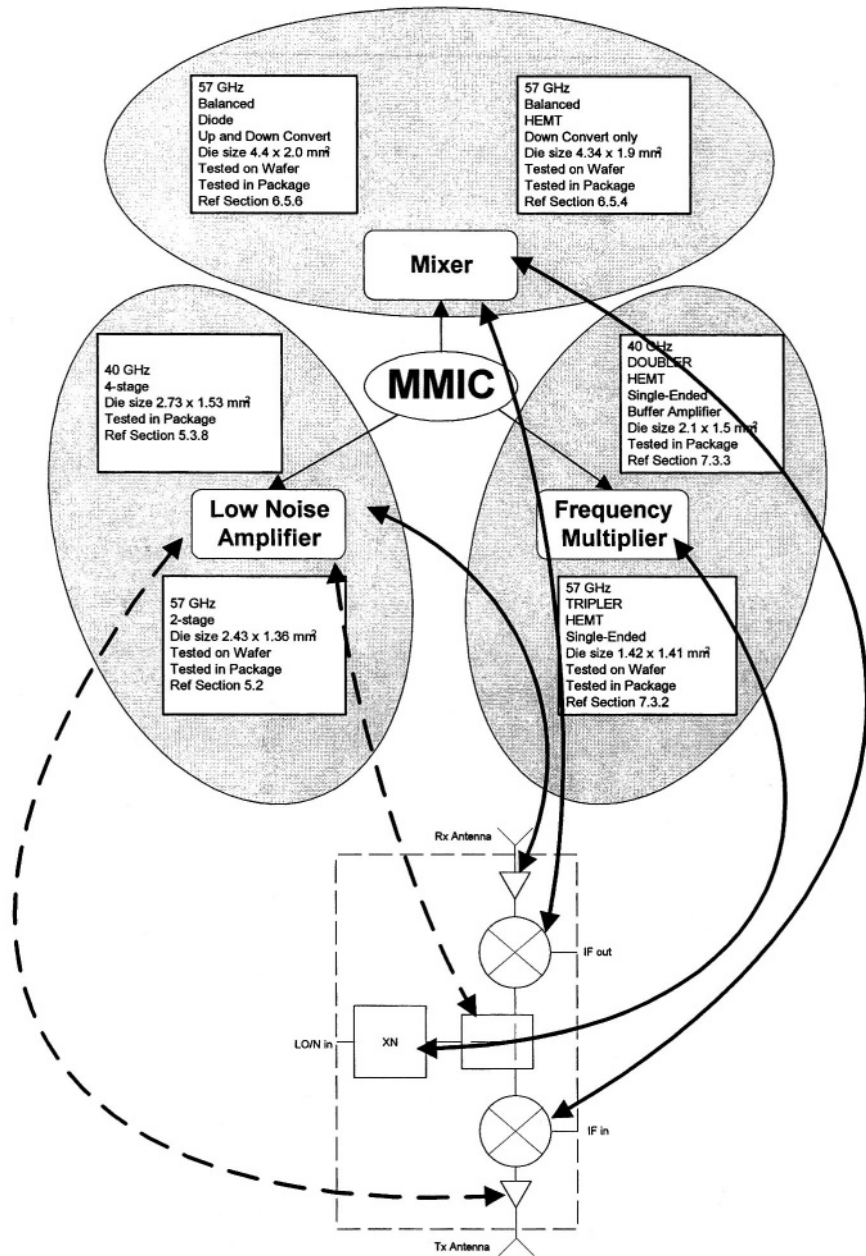 57 GHz
Balanced
Diode
Up and Down Convert
Die size 4.4 x 2.0 mm²
Tested on Wafer
Tested in Package
Ref Section 6.5.6
57 GHz
Balanced
HEMT
Down Convert only
Die size 4.34 x 1.9 mm²
Tested on Wafer
Tested in Package
Ref Section 6.5.4
Mixer
MMIC
40 GHz
4-stage
Die size 2.73 x 1.53 mm²
Tested in Package
Ref Section 5.3.8
40 GHz
DOUBLER
HEMT
Single-Ended
Buffer Amplifier
Die size 2.1 x 1.5 mm²
Tested in Package
Ref Section 7.3.3
Low Noise
Amplifier
Frequency
Multiplier
57 GHz
2-stage
Die size 2.43 x 1.36 mm²
Tested on Wafer
Tested in Package
Ref Section 5.2
57 GHz
TRIPLER
HEMT
Single-Ended
Die size 1.42 x 1.41 mm²
Tested on Wafer
Tested in Package
Ref Section 7.3.2
Rx Antenna
IF out
LO/N in
XN
IF in
Tx Antenna